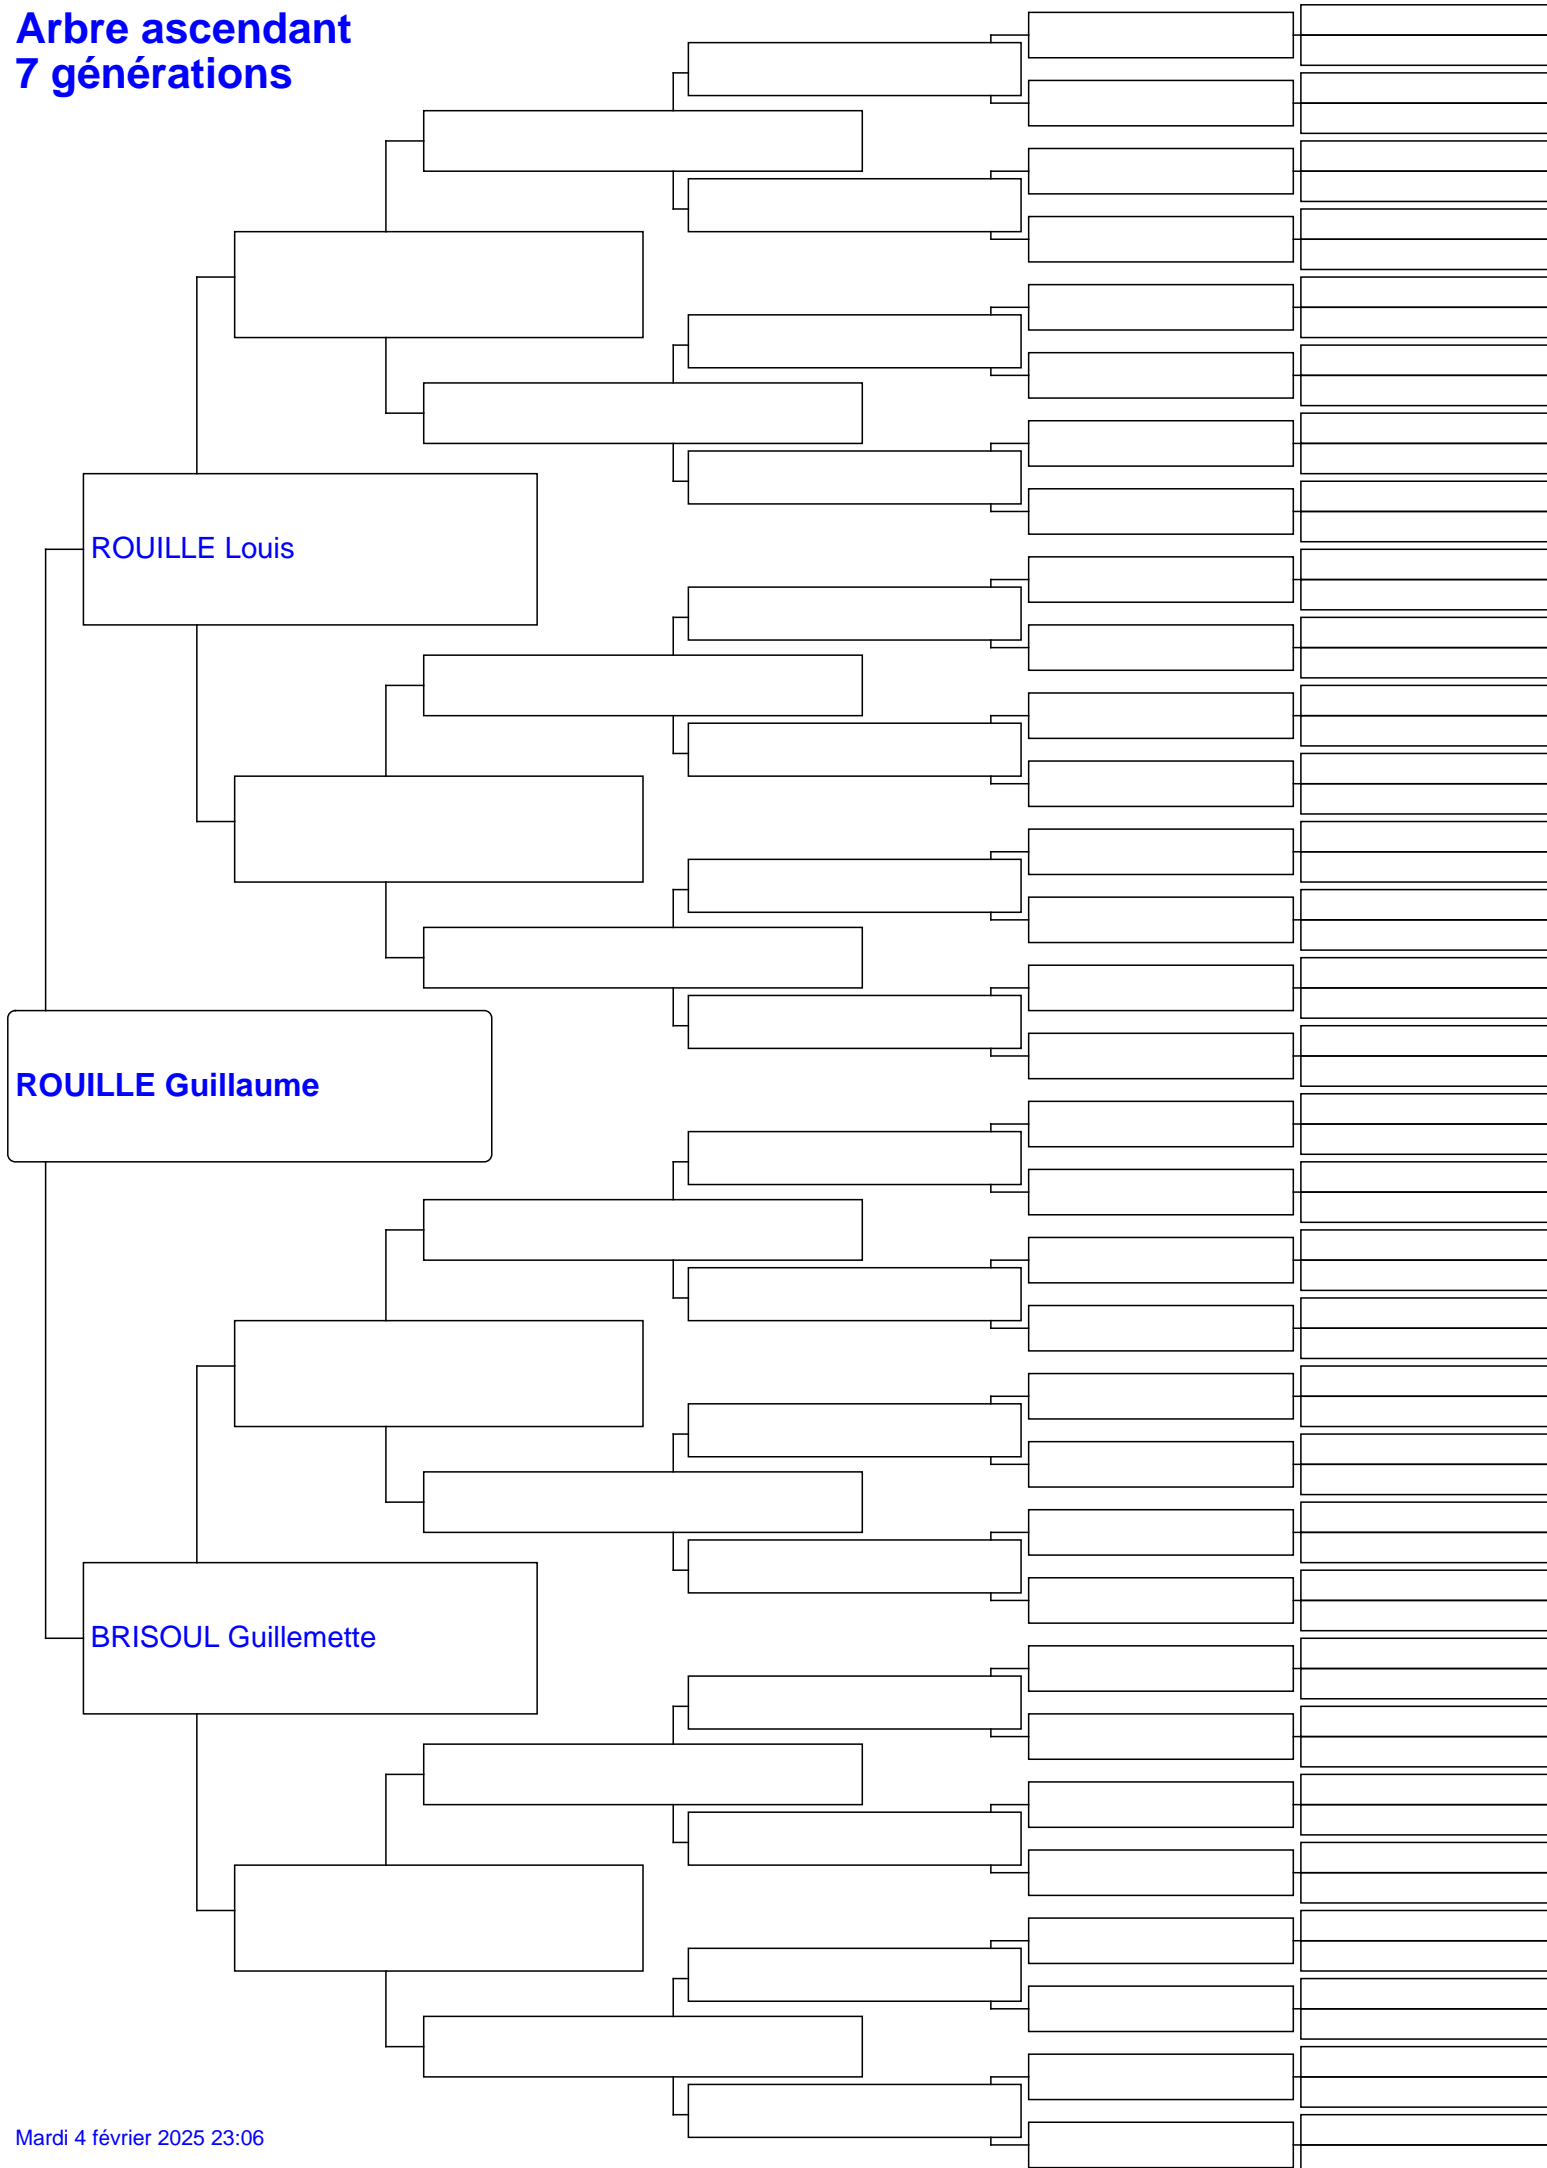 Arbre ascendant
7 générations
ROUILLE Louis
ROUILLE Guillaume
BRISOUL Guillemette
Mardi 4 février 2025 23:06